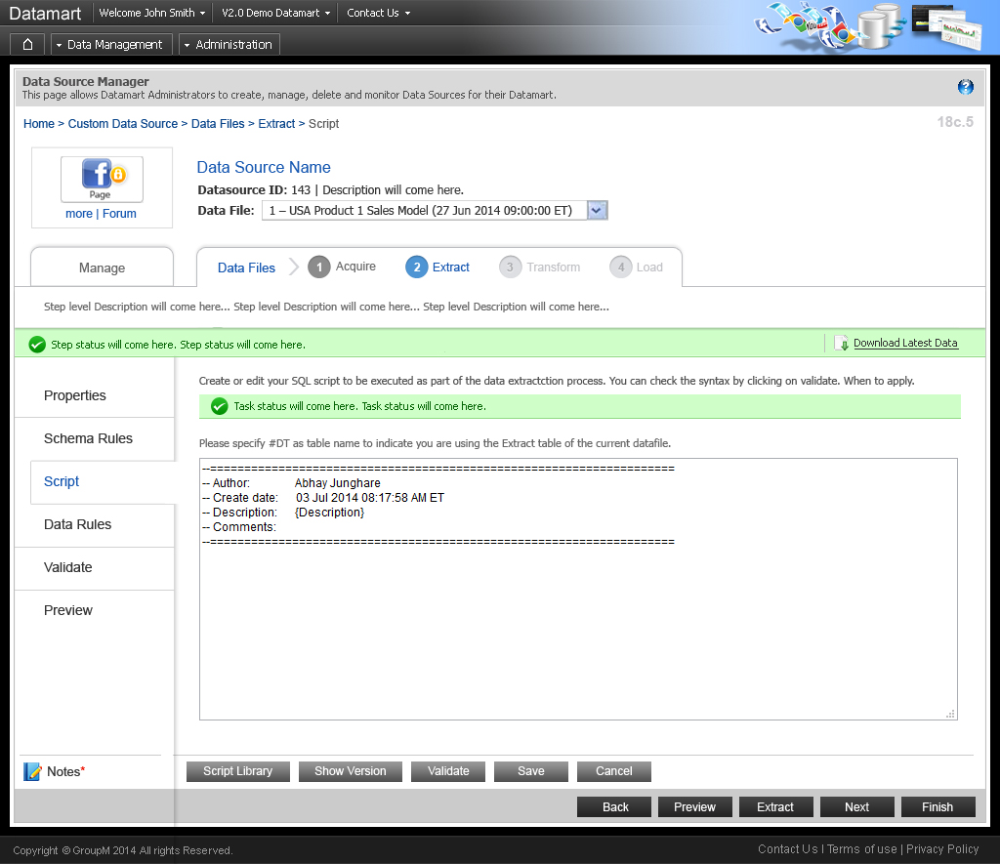 Datamart Welcome John Smith V2.0 Demo Datamart Contact Us
Data Management Administration
Data Source Manager
This page allows Datamart Administrators to create, manage, delete and monitor Data Sources for their Datamart.
Home > Custom Data Source > Data Files > Extract > Script
18c.5
Page
more | Forum
Data Source Name
Datasource ID: 143 | Description will come here.
Data File: 1 – USA Product 1 Sales Model (27 Jun 2014 09:00:00 ET)
Manage
Data Files 1 Acquire 2 Extract 3 Transform 4 Load
Step level Description will come here... Step level Description will come here... Step level Description will come here...
Step status will come here. Step status will come here.
Download Latest Data
Properties
Schema Rules
Script
Data Rules
Validate
Preview
Create or edit your SQL script to be executed as part of the data extractction process. You can check the syntax by clicking on validate. When to apply.
Task status will come here. Task status will come here.
Please specify #DT as table name to indicate you are using the Extract table of the current datafile.
--====================================================================
-- Author: Abhay Junghare
-- Create date: 03 Jul 2014 08:17:58 AM ET
-- Description: {Description}
-- Comments:
--====================================================================
Notes*
Script Library Show Version Validate Save Cancel
Back Preview Extract Next Finish
Copyright © GroupM 2014 All rights Reserved.
Contact Us | Terms of use | Privacy Policy